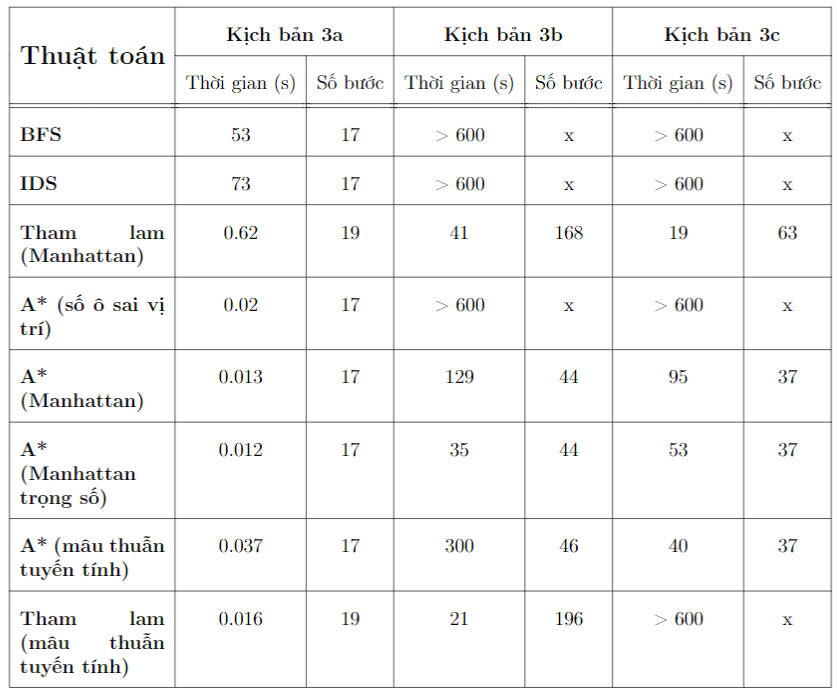 Thuật toán Kịch bản 3a Kịch bản 3b Kịch bản 3c
Thời gian (s) Số bước Thời gian (s) Số bước Thời gian (s) Số bước
BFS 53 17 > 600 x > 600 x
IDS 73 17 > 600 x > 600 x
Tham lam 0.62 19 41 168 19 63
(Manhattan)
A* (số ô sai vị 0.02 17 > 600 x > 600 x
trí)
A* 0.013 17 129 44 95 37
(Manhattan)
A* 0.012 17 35 44 53 37
(Manhattan
trọng số)
A* (mâu thuẫn 0.037 17 300 46 40 37
tuyến tính)
Tham lam 0.016 19 21 196 > 600 x
(mâu thuẫn
tuyến tính)